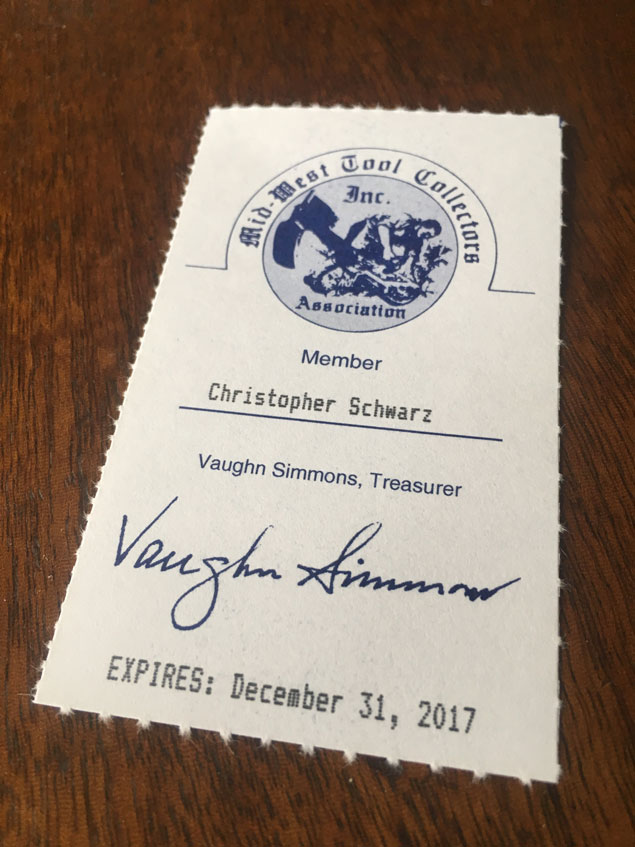 Mid-West Tool Collectors
Inc.
Association
Member
Christopher Schwarz
Vaughn Simmons, Treasurer
Vaughn Simmons
EXPIRES: December 31, 2017